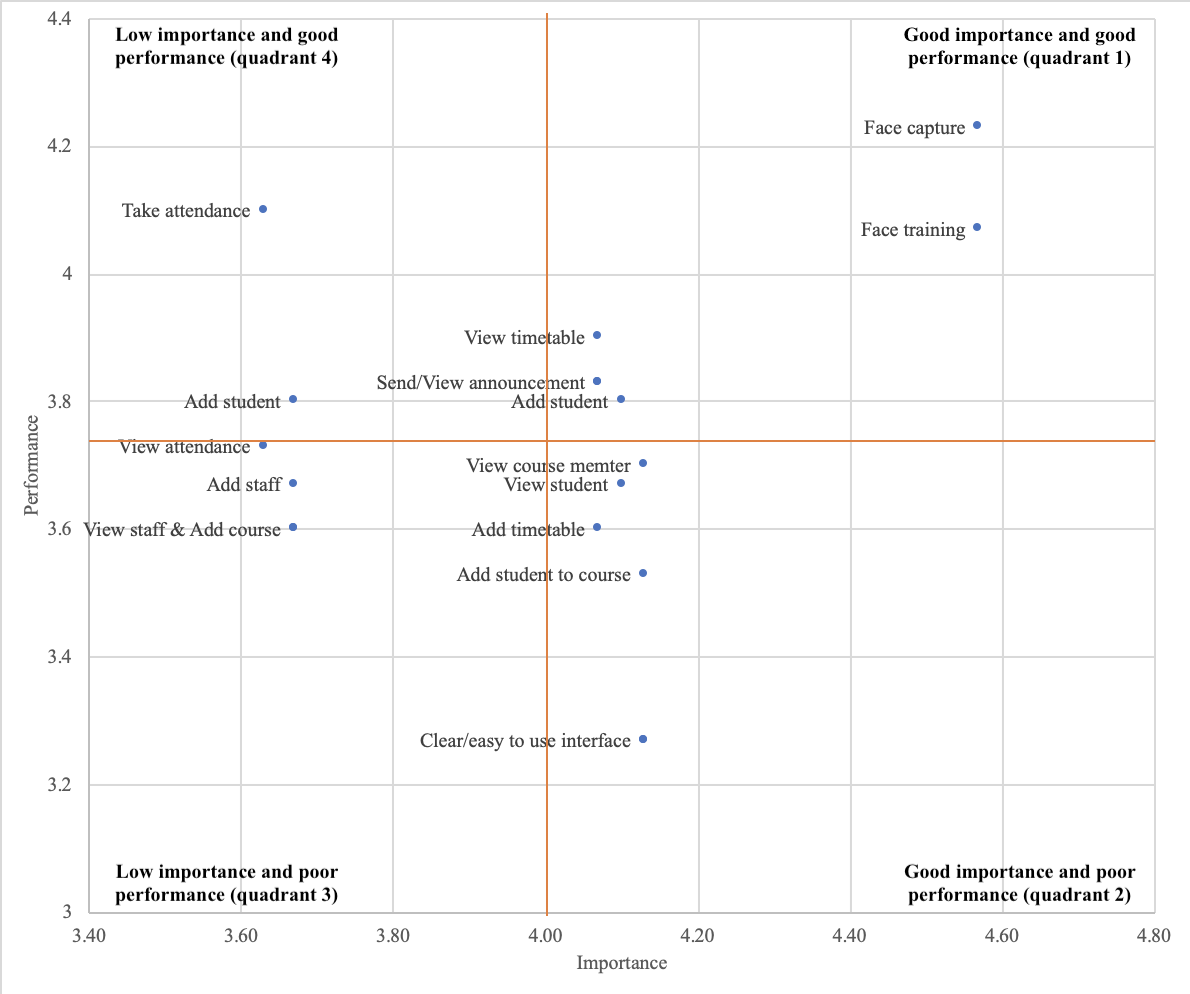 4.4
Low importance and good
performance (quadrant 4)
Good importance and good
performance (quadrant 1)
Face capture
4.2
Take attendance
Face training
4
View timetable
Send/View announcement
Add student
Add student
3.8
View attendance
View course memter
Add staff
View student
View staff & Add course
Add timetable
3.6
Add student to course
3.4
Clear/easy to use interface
3.2
Low importance and poor
performance (quadrant 3)
Good importance and poor
performance (quadrant 2)
3
3.40 3.60 3.80 4.00 4.20 4.40 4.60 4.80
Importance
Performance